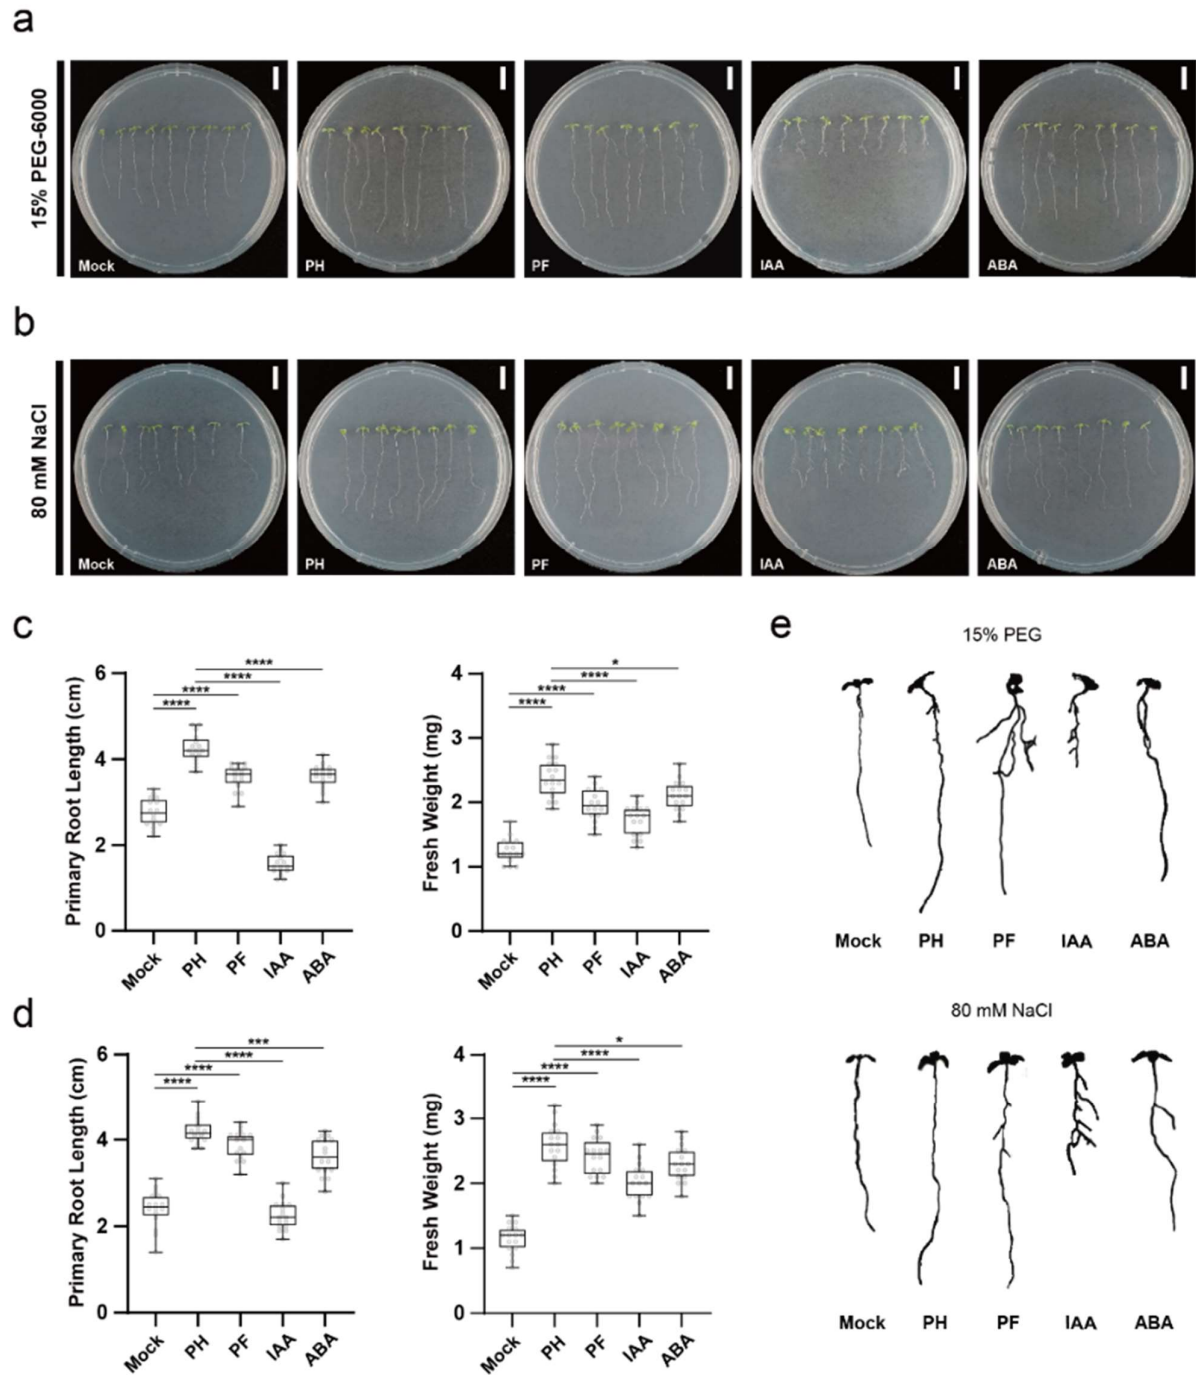 a
15% PEG-6000
Mock
PH
PF
IAA
ABA
b
80 mM NaCl
Mock
PH
PF
IAA
ABA
c
Primary Root Length (cm)
6
4
2
0
****
****
****
****
Mock
PH
PF
IAA
ABA
Fresh Weight (mg)
4
3
2
1
0
*
****
****
****
Mock
PH
PF
IAA
ABA
d
Primary Root Length (cm)
6
4
2
0
***
****
****
****
Mock
PH
PF
IAA
ABA
Fresh Weight (mg)
4
3
2
1
0
*
****
****
****
Mock
PH
PF
IAA
ABA
e
15% PEG
Mock
PH
PF
IAA
ABA
80 mM NaCl
Mock
PH
PF
IAA
ABA